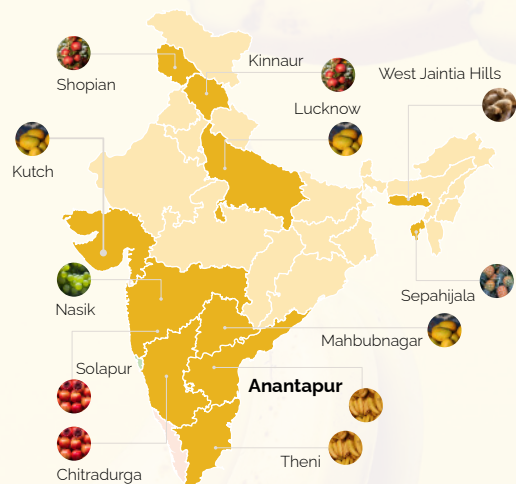 Kinnaur
West Jaintia Hills
Shopian
Lucknow
Kutch
Sepahijala
Nasik
Mahbubnagar
Solapur
Anantapur
Theni
Chitradurga